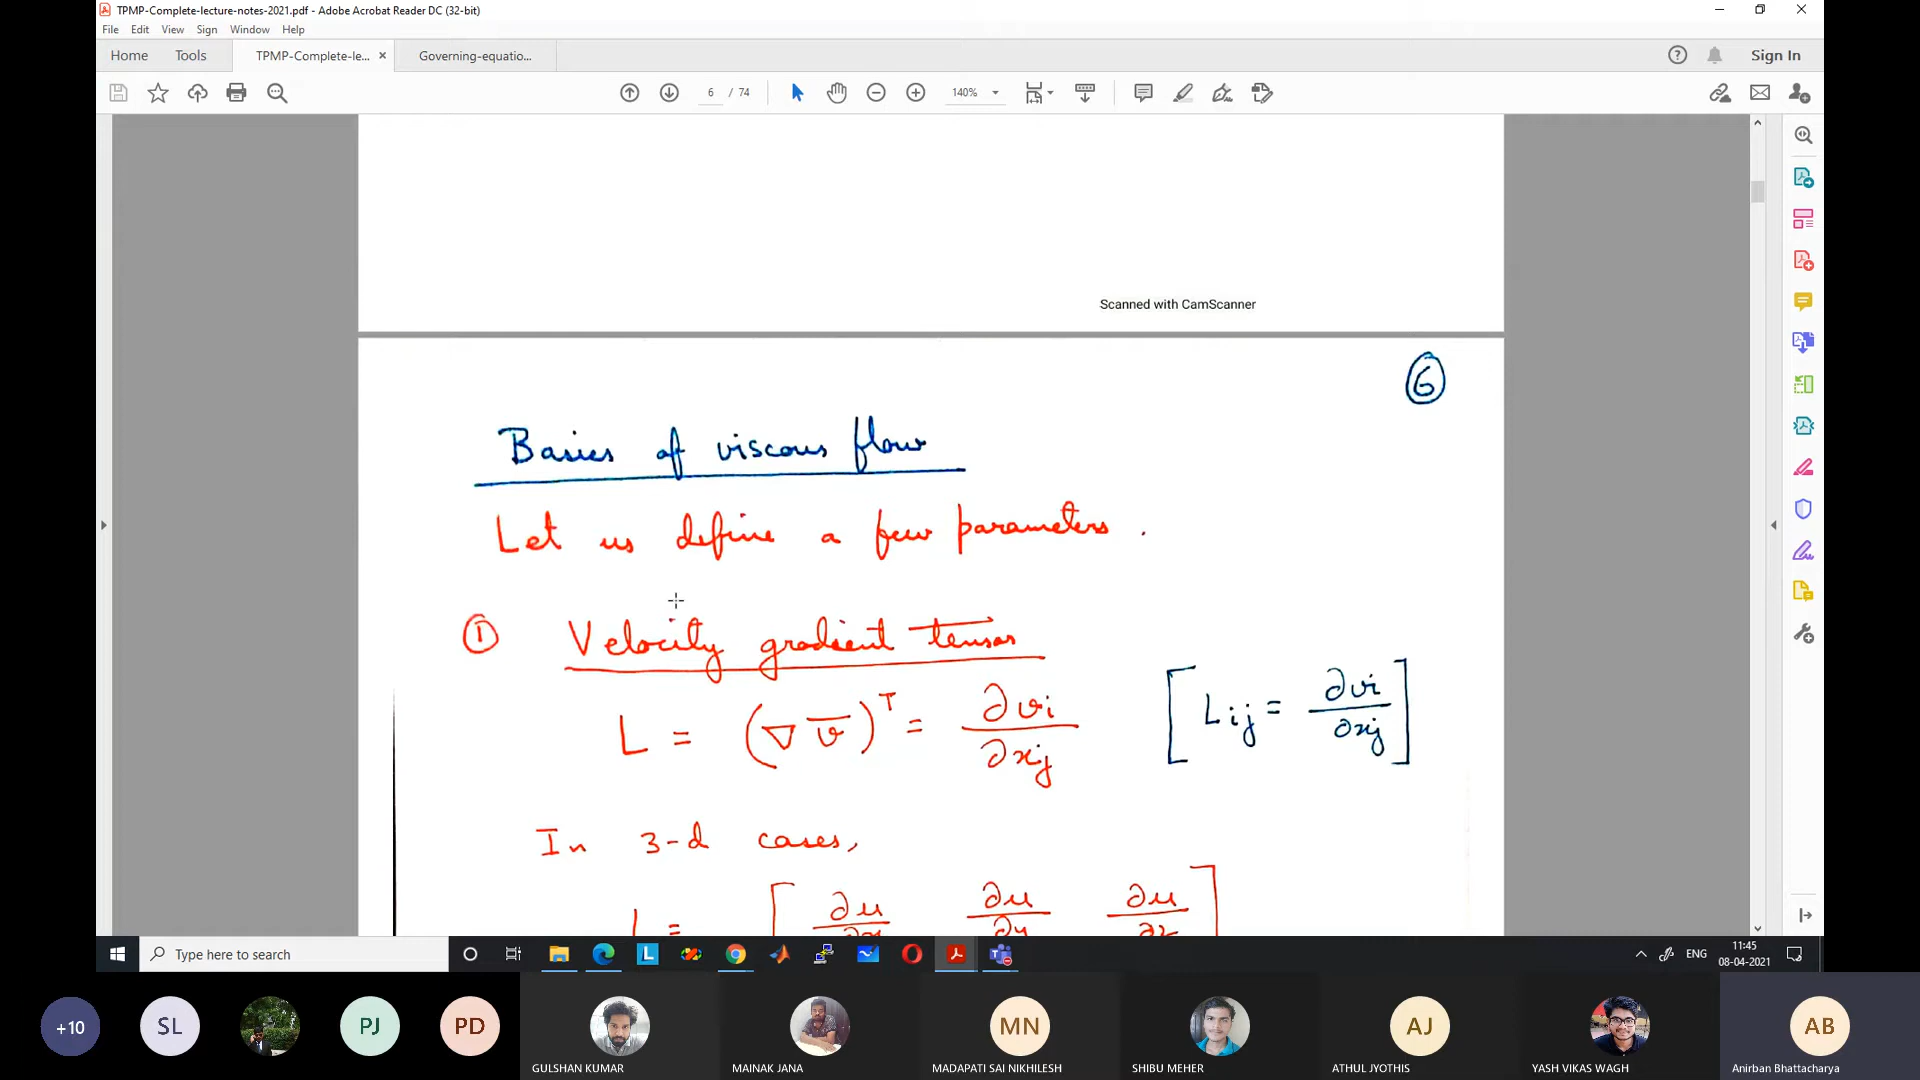 TPMP-Complete-lecture-notes-2021.pdf - Adobe Acrobat Reader DC (32-bit)
File Edit View Sign Window Help
Home Tools TPMP-Complete-le... × Governing-equatio... Sign In
6 / 74 140%
Scanned with CamScanner
6
Basics of viscous flow
Let us define a few parameters.
① Velocity gradient tensor
L = (∇ v̅)ᵀ = ∂vi / ∂xj [Lij = ∂vi / ∂xj]
In 3-d cases,
L = [ ∂u/∂x ∂u/∂y ∂u/∂z ]
Type here to search
ENG
11:45
08-04-2021
+10 SL PJ PD MN AJ AB
GULSHAN KUMAR MAINAK JANA MADAPATI SAI NIKHILESH SHIBU MEHER ATHUL JYOTHIS YASH VIKAS WAGH Anirban Bhattacharya